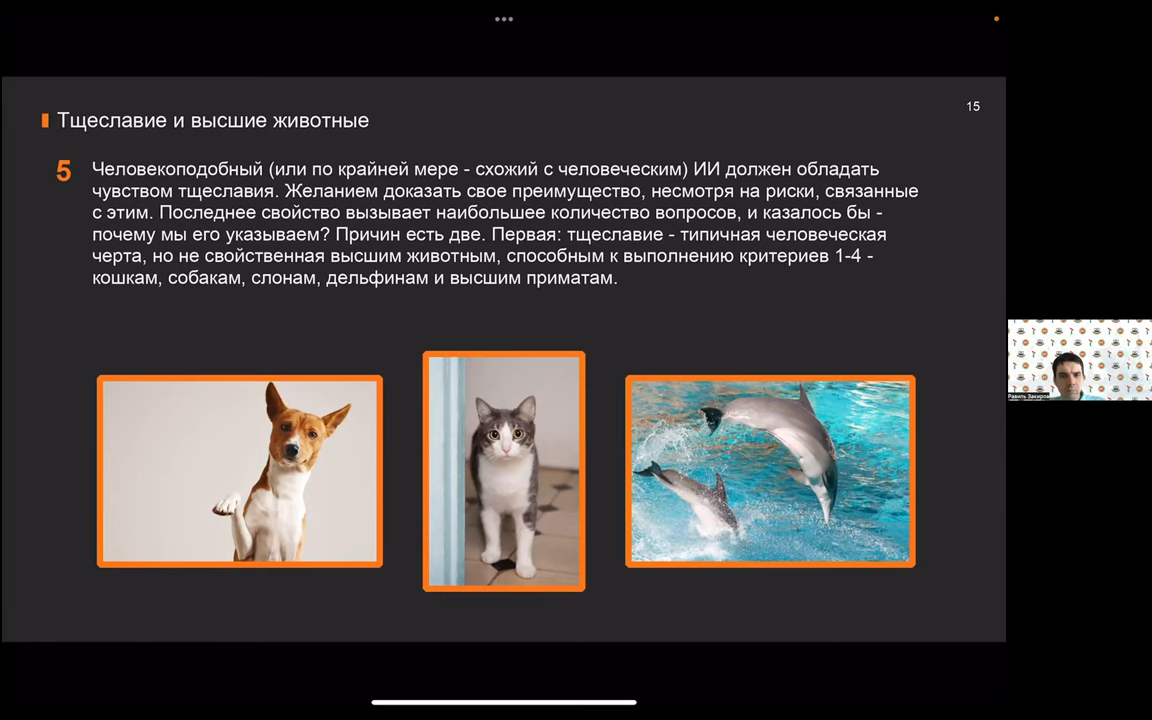 15
Тщеславие и высшие животные
5
Человекоподобный (или по крайней мере - схожий с человеческим) ИИ должен обладать
чувством тщеславия. Желанием доказать свое преимущество, несмотря на риски, связанные
с этим. Последнее свойство вызывает наибольшее количество вопросов, и казалось бы -
почему мы его указываем? Причин есть две. Первая: тщеславие - типичная человеческая
черта, но не свойственная высшим животным, способным к выполнению критериев 1-4 -
кошкам, собакам, слонам, дельфинам и высшим приматам.
Равиль Закиров